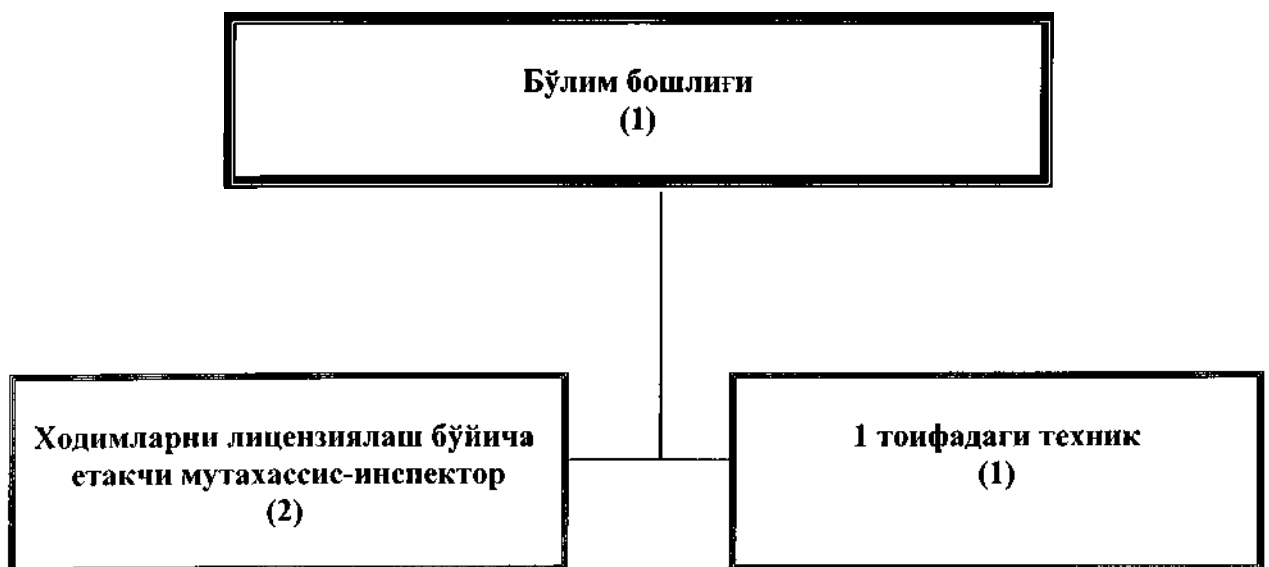 Бўлим бошлиғи
(1)
Ходимларни лицензиялаш бўйича
етакчи мутахассис-инспектор
(2)
1 тоифадаги техник
(1)